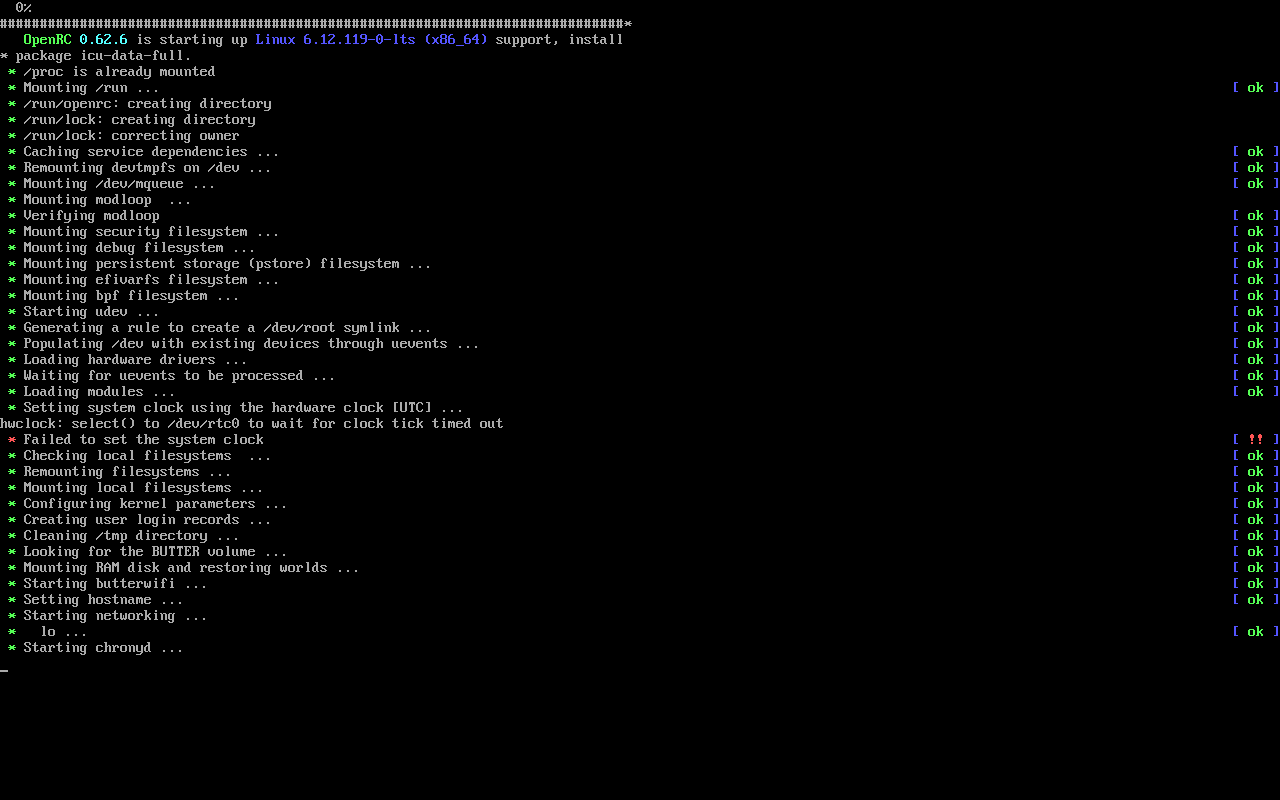 0%
##############################################################################*
OpenRC 0.62.6 is starting up Linux 6.12.119-0-lts (x86_64) support, install
* package icu-data-full.
* /proc is already mounted
* Mounting /run ... [ ok ]
* /run/openrc: creating directory
* /run/lock: creating directory
* /run/lock: correcting owner
* Caching service dependencies ... [ ok ]
* Remounting devtmpfs on /dev ... [ ok ]
* Mounting /dev/mqueue ... [ ok ]
* Mounting modloop  ...
* Verifying modloop [ ok ]
* Mounting security filesystem ... [ ok ]
* Mounting debug filesystem ... [ ok ]
* Mounting persistent storage (pstore) filesystem ... [ ok ]
* Mounting efivarfs filesystem ... [ ok ]
* Mounting bpf filesystem ... [ ok ]
* Starting udev ... [ ok ]
* Generating a rule to create a /dev/root symlink ... [ ok ]
* Populating /dev with existing devices through uevents ... [ ok ]
* Loading hardware drivers ... [ ok ]
* Waiting for uevents to be processed ... [ ok ]
* Loading modules ... [ ok ]
* Setting system clock using the hardware clock [UTC] ...
hwclock: select() to /dev/rtc0 to wait for clock tick timed out
* Failed to set the system clock [ !! ]
* Checking local filesystems  ... [ ok ]
* Remounting filesystems ... [ ok ]
* Mounting local filesystems ... [ ok ]
* Configuring kernel parameters ... [ ok ]
* Creating user login records ... [ ok ]
* Cleaning /tmp directory ... [ ok ]
* Looking for the BUTTER volume ... [ ok ]
* Mounting RAM disk and restoring worlds ... [ ok ]
* Starting butterwifi ... [ ok ]
* Setting hostname ... [ ok ]
* Starting networking ...
*   lo ... [ ok ]
* Starting chronyd ...
_